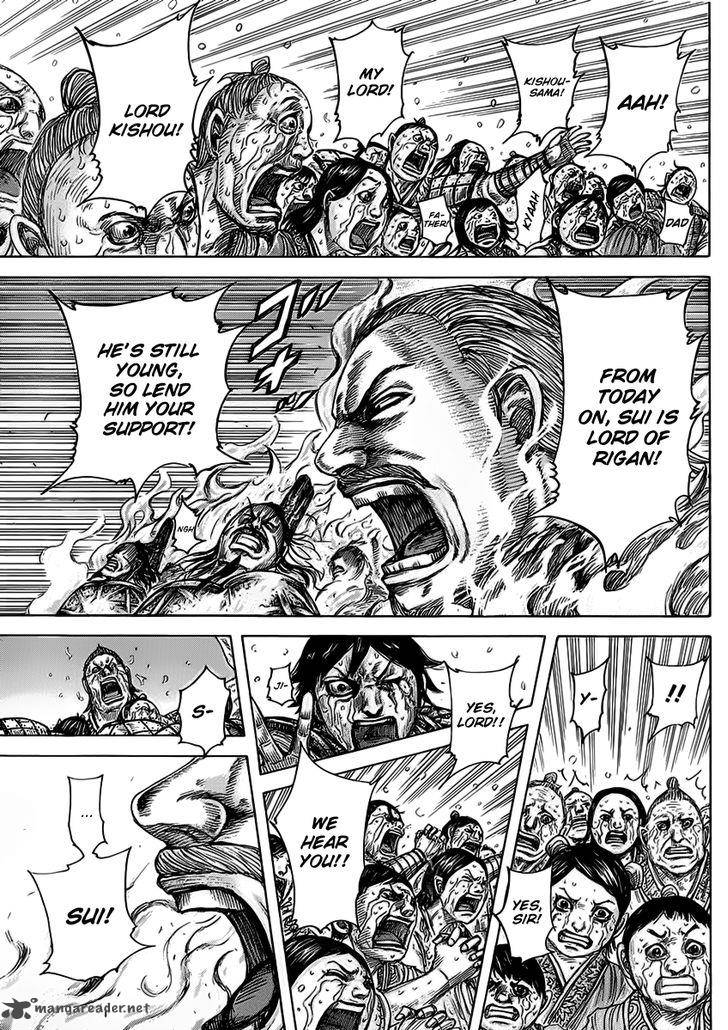 AAH!
KISHOU-
SAMA!
MY
LORD!
LORD
KISHOU!
DAD
KYAAH
FA-
THER!
FROM
TODAY
ON, SUI IS
LORD OF
RIGAN!
ゴォ
HE'S STILL
YOUNG,
SO LEND
HIM YOUR
SUPPORT!
NGH
!!
Y-
YES,
SIR!
YES,
LORD!!
JI-
WE
HEAR
YOU!!
S-
...
SUI!
mangareader.net